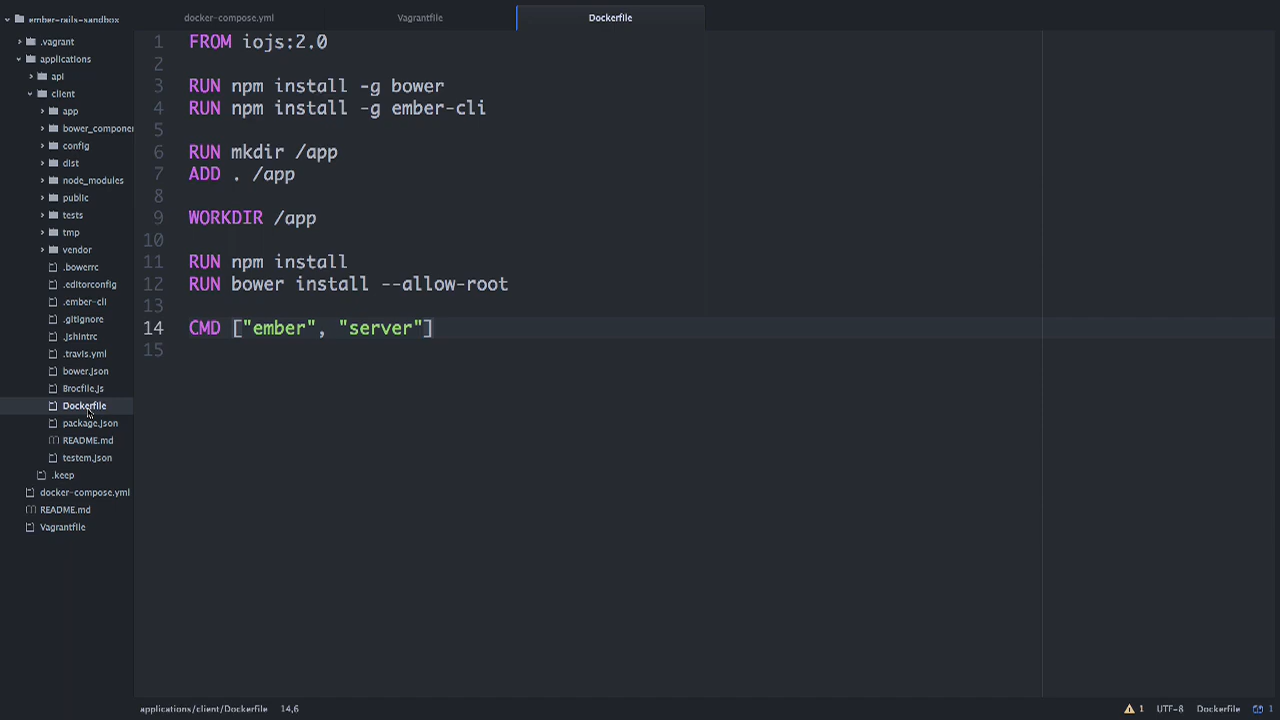 ember-rails-sandbox
.vagrant
applications
api
client
app
bower_componen
config
dist
node_modules
public
tests
tmp
vendor
.bowerrc
.editorconfig
.ember-cli
.gitignore
.jshintrc
.travis.yml
bower.json
Brocfile.js
Dockerfile
package.json
README.md
testem.json
.keep
docker-compose.yml
README.md
Vagrantfile
docker-compose.yml Vagrantfile Dockerfile
1 FROM iojs:2.0
2
3 RUN npm install -g bower
4 RUN npm install -g ember-cli
5
6 RUN mkdir /app
7 ADD . /app
8
9 WORKDIR /app
10
11 RUN npm install
12 RUN bower install --allow-root
13
14 CMD ["ember", "server"]
15
applications/client/Dockerfile 14,6 1 UTF-8 Dockerfile 1